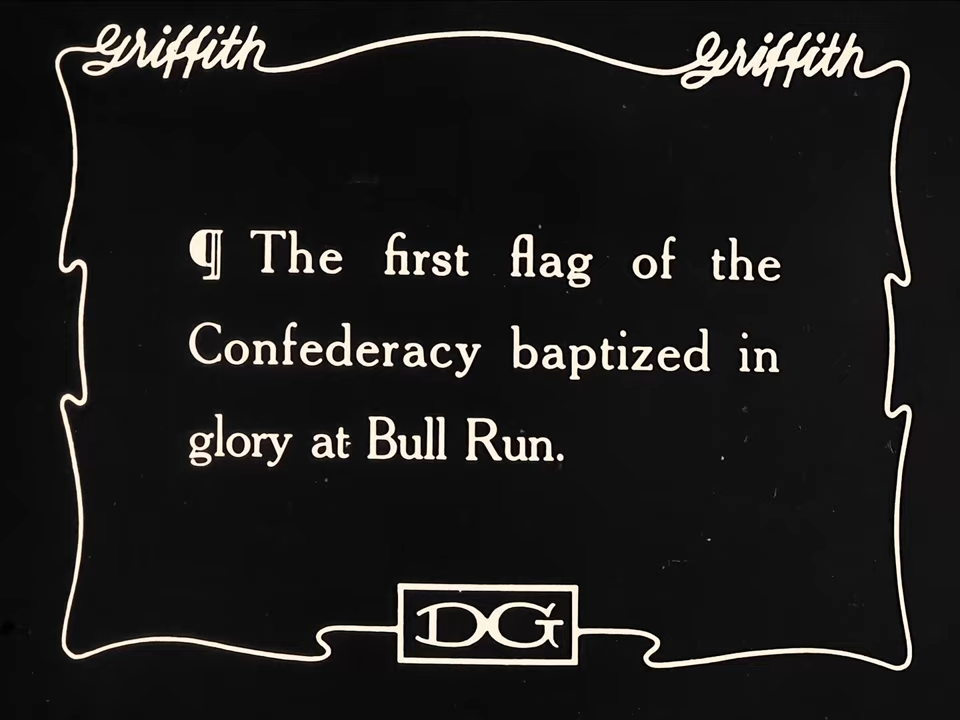 Griffith Griffith
¶ The first flag of the
Confederacy baptized in
glory at Bull Run.
DG